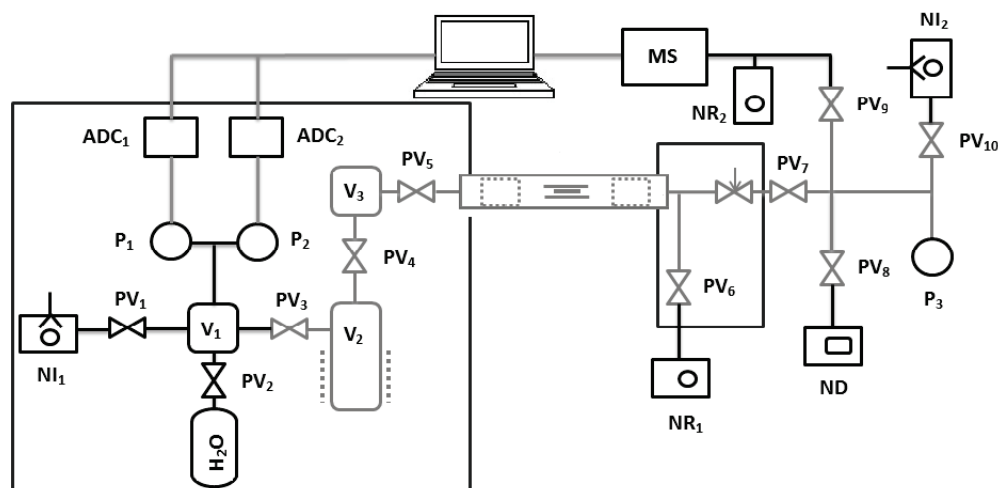 NI₂
MS
NR₂
PV₉
ADC₁
ADC₂
PV₁₀
PV₅
PV₇
V₃
P₁
P₂
PV₄
PV₈
PV₆
PV₁
PV₃
P₃
V₁
V₂
NI₁
PV₂
ND
NR₁
H₂O